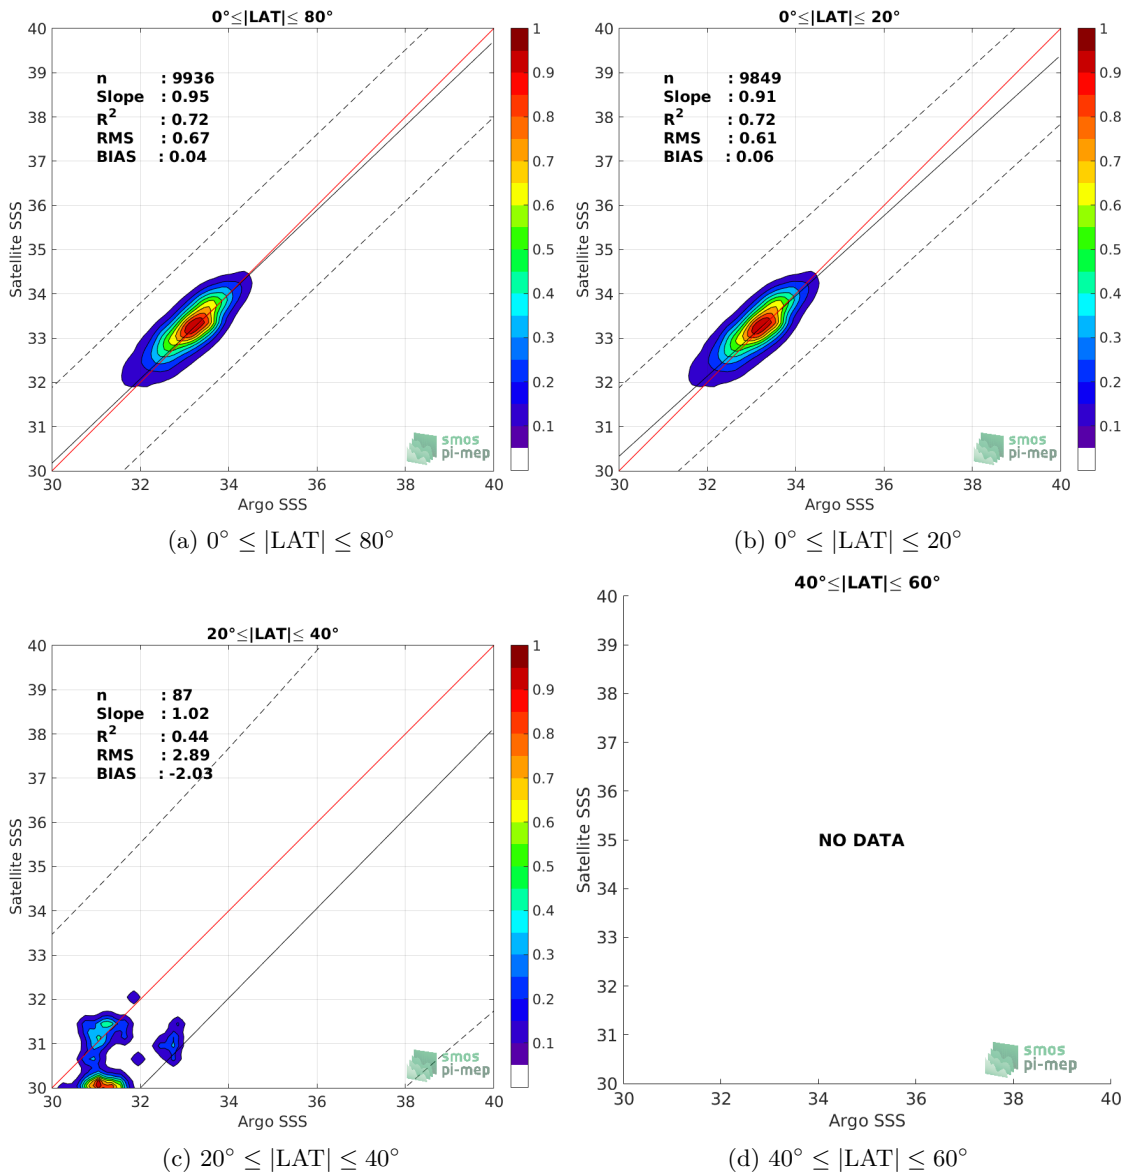 0°≤|LAT|≤ 80°
40
39
38
37
36
35
34
33
32
31
30
Satellite SSS
n : 9936
Slope : 0.95
R2 : 0.72
RMS : 0.67
BIAS : 0.04
smos
pi-mep
30 32 34 36 38 40
Argo SSS
1
0.9
0.8
0.7
0.6
0.5
0.4
0.3
0.2
0.1
(a) 0° ≤ |LAT| ≤ 80°
0°≤|LAT|≤ 20°
40
39
38
37
36
35
34
33
32
31
30
Satellite SSS
n : 9849
Slope : 0.91
R2 : 0.72
RMS : 0.61
BIAS : 0.06
smos
pi-mep
30 32 34 36 38 40
Argo SSS
1
0.9
0.8
0.7
0.6
0.5
0.4
0.3
0.2
0.1
(b) 0° ≤ |LAT| ≤ 20°
20°≤|LAT|≤ 40°
40
39
38
37
36
35
34
33
32
31
30
Satellite SSS
n : 87
Slope : 1.02
R2 : 0.44
RMS : 2.89
BIAS : -2.03
smos
pi-mep
30 32 34 36 38 40
Argo SSS
1
0.9
0.8
0.7
0.6
0.5
0.4
0.3
0.2
0.1
(c) 20° ≤ |LAT| ≤ 40°
40°≤|LAT|≤ 60°
40
39
38
37
36
35
34
33
32
31
30
Satellite SSS
NO DATA
smos
pi-mep
30 32 34 36 38 40
Argo SSS
(d) 40° ≤ |LAT| ≤ 60°